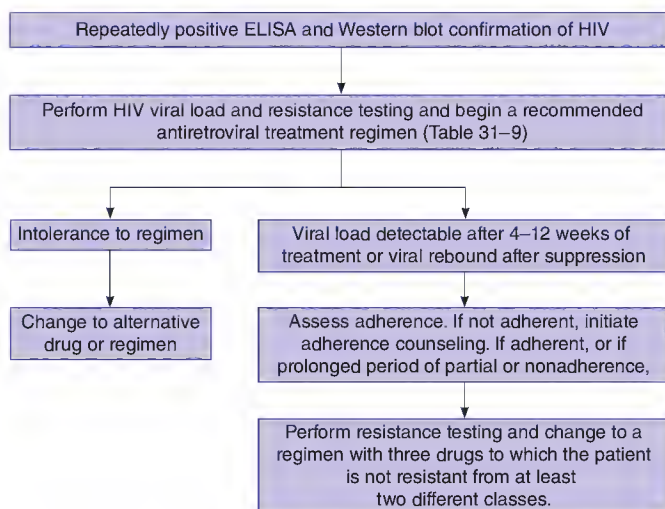 Repeatedly positive ELISA and Western blot confirmation of HIV
Perform HIV viral load and resistance testing and begin a recommended
antiretroviral treatment regimen (Table 31–9)
Intolerance to regimen
Change to alternative
drug or regimen
Viral load detectable after 4–12 weeks of
treatment or viral rebound after suppression
Assess adherence. If not adherent, initiate
adherence counseling. If adherent, or if
prolonged period of partial or nonadherence,
Perform resistance testing and change to a
regimen with three drugs to which the patient
is not resistant from at least
two different classes.